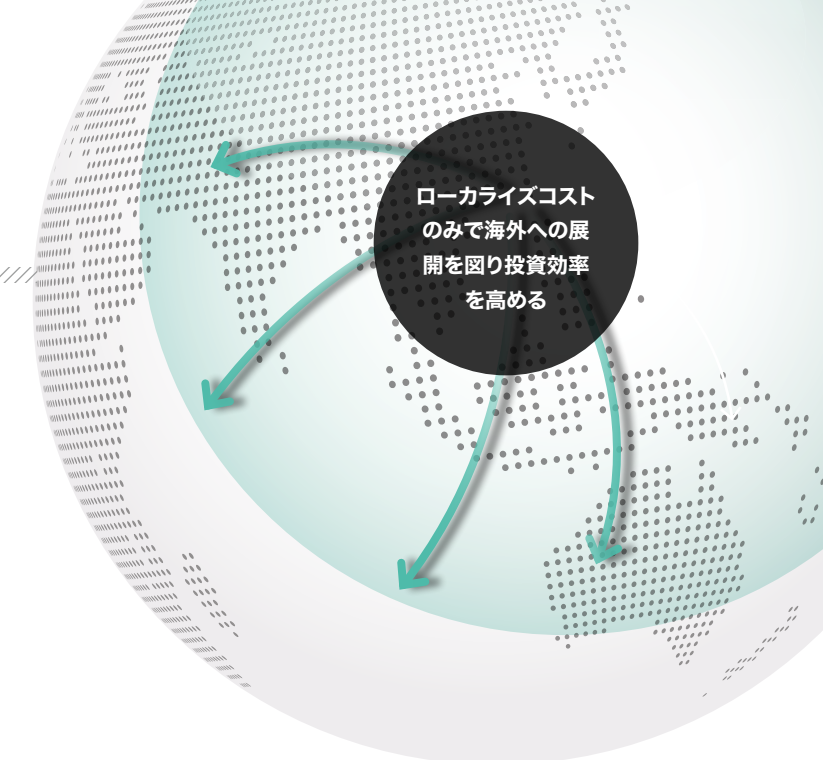 ローカライズコスト
のみで海外への展
開を図り投資効率
を高める